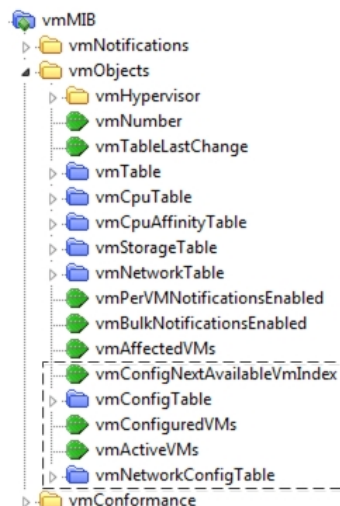 vmMIB
vmNotifications
vmObjects
vmHypervisor
vmNumber
vmTableLastChange
vmTable
vmCpuTable
vmCpuAffinityTable
vmStorageTable
vmNetworkTable
vmPerVMNotificationsEnabled
vmBulkNotificationsEnabled
vmAffectedVMs
vmConfigNextAvailableVmIndex
vmConfigTable
vmConfiguredVMs
vmActiveVMs
vmNetworkConfigTable
vmConformance